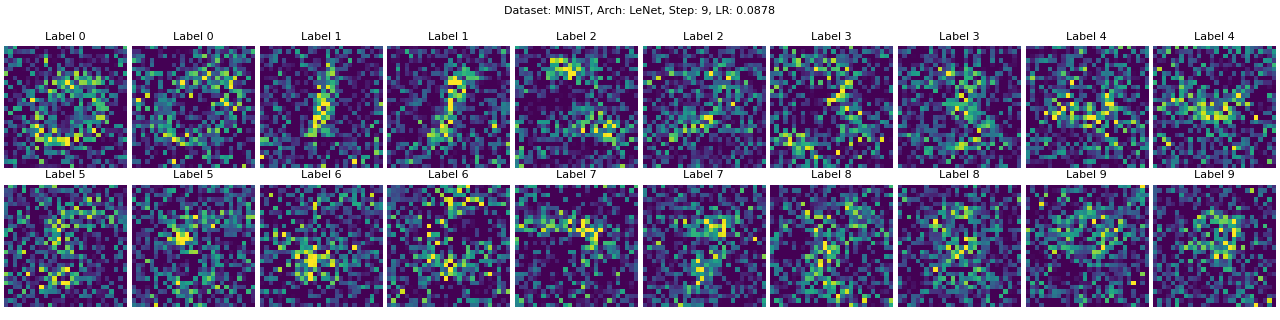 Dataset: MNIST, Arch: LeNet, Step: 9, LR: 0.0878
Label 0 Label 0 Label 1 Label 1 Label 2 Label 2 Label 3 Label 3 Label 4 Label 4
Label 5 Label 5 Label 6 Label 6 Label 7 Label 7 Label 8 Label 8 Label 9 Label 9